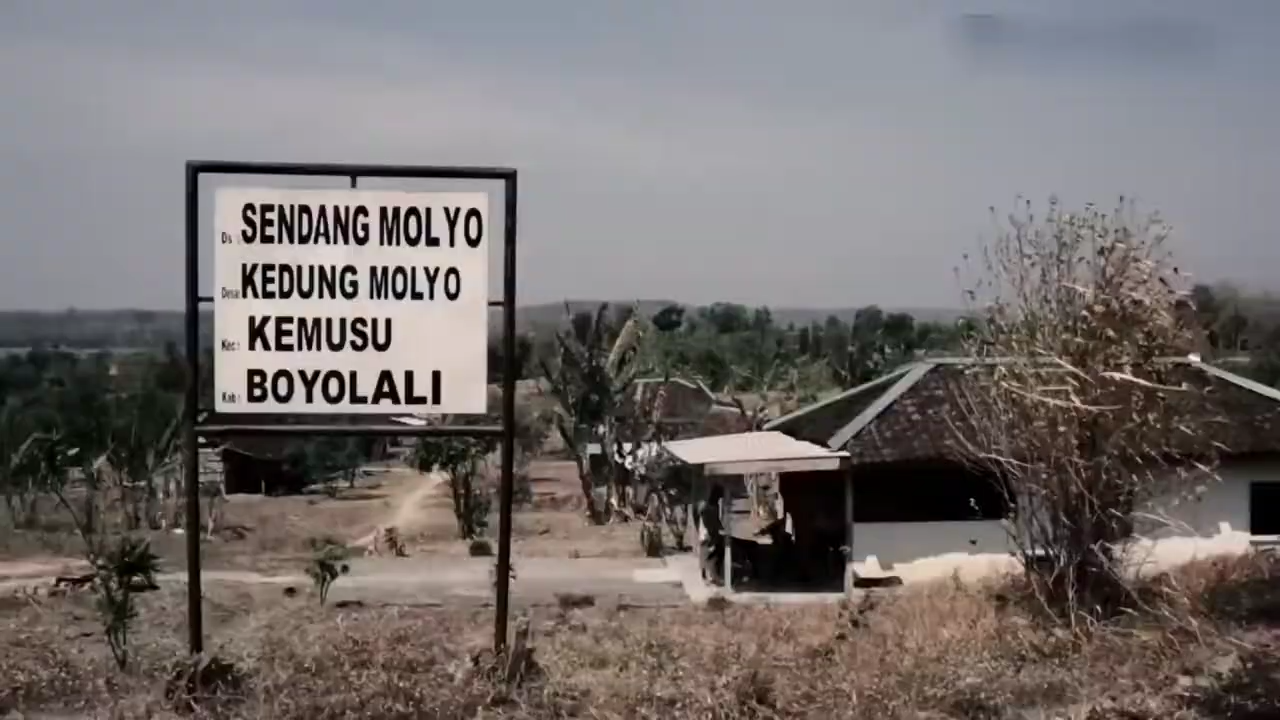 Ds : SENDANG MOLYO
Desa: KEDUNG MOLYO
Kec : KEMUSU
Kab : BOYOLALI